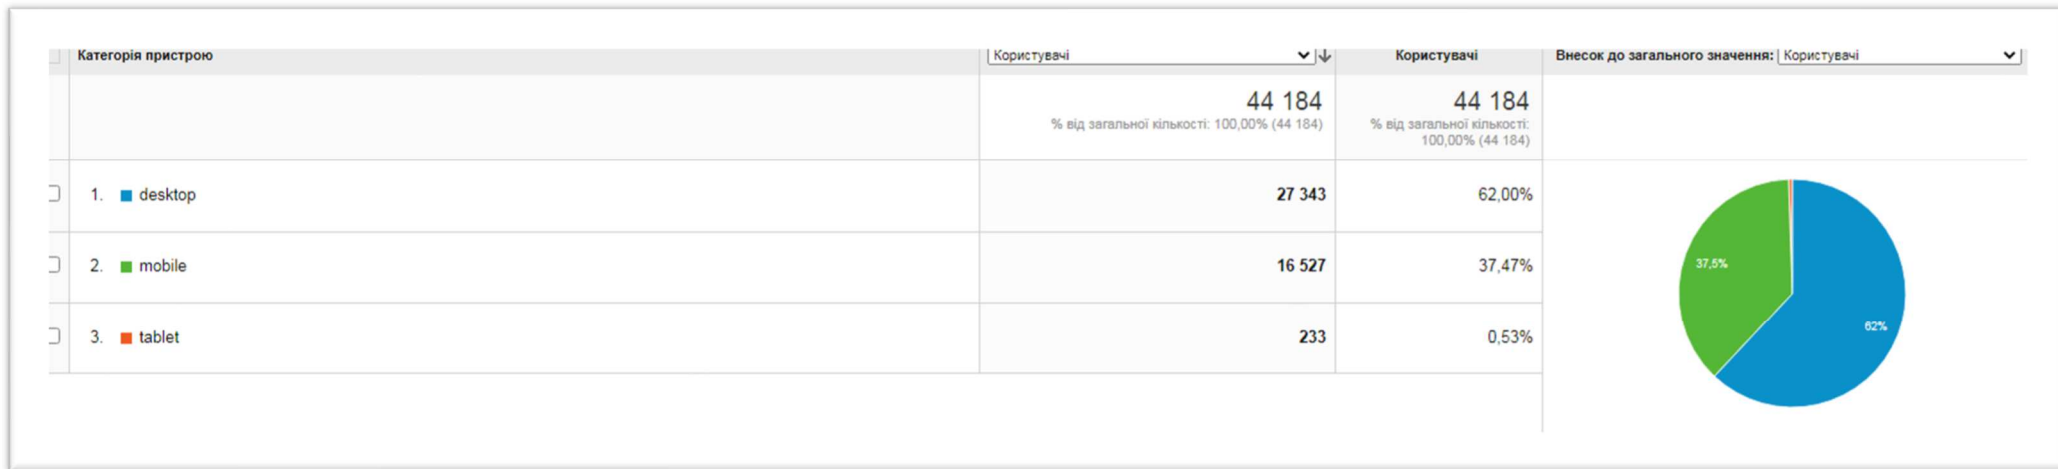 Категорія пристрою
Користувачі
Користувачі
Внесок до загального значення: Користувачі
44 184
% від загальної кількості: 100,00% (44 184)
44 184
% від загальної кількості:
100,00% (44 184)
1. desktop
27 343
62,00%
2. mobile
16 527
37,47%
3. tablet
233
0,53%
37,5%
62%